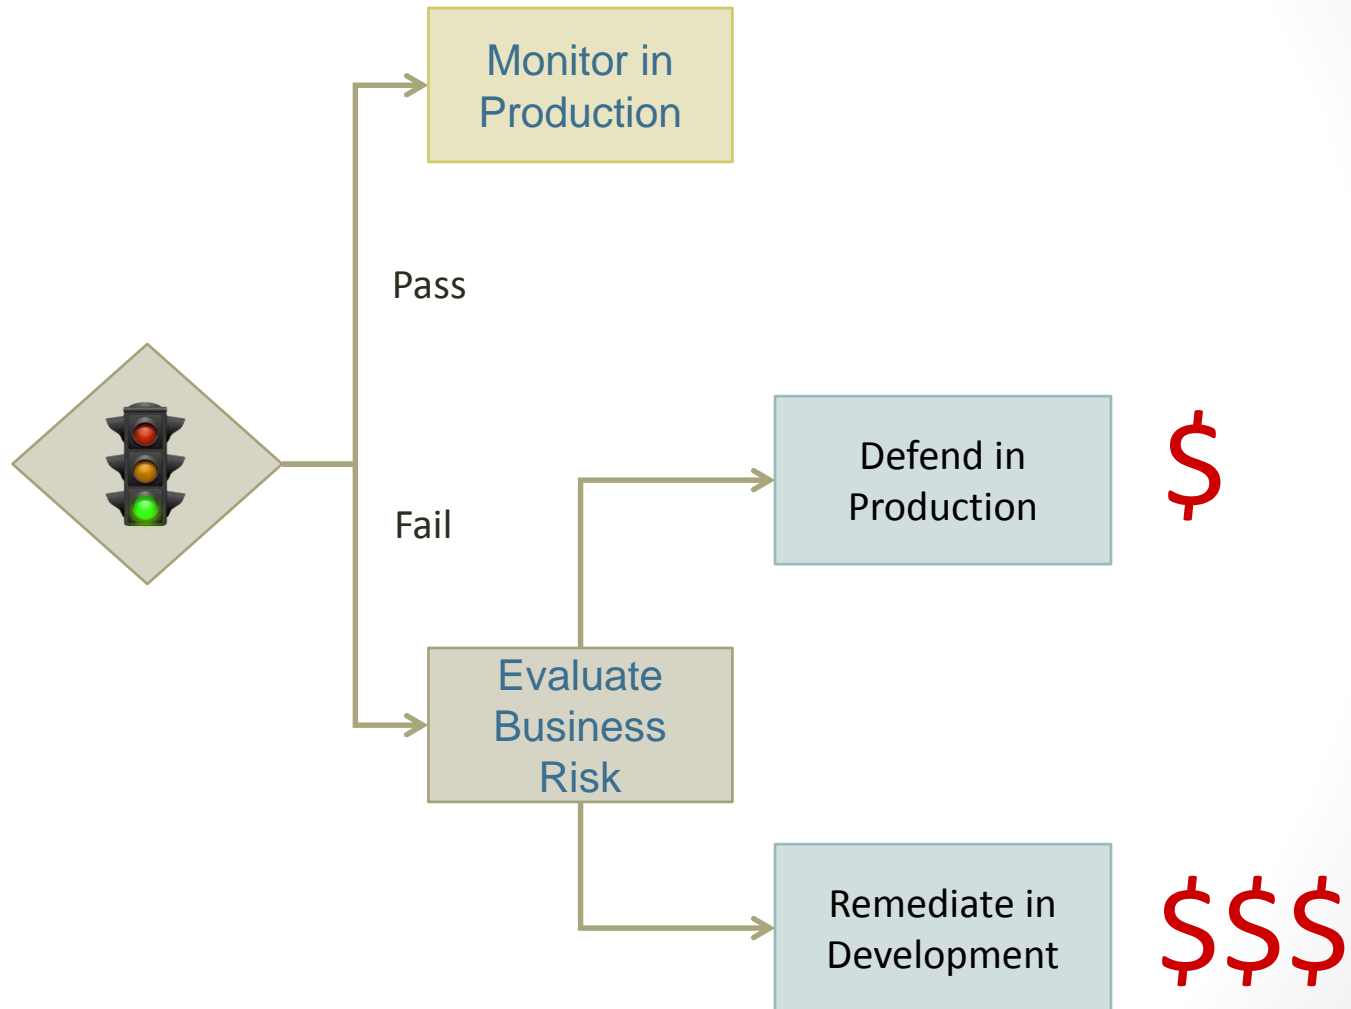 Monitor in
Production
Pass
Fail
Defend in
Production
$
Evaluate
Business
Risk
Remediate in
Development
$$$